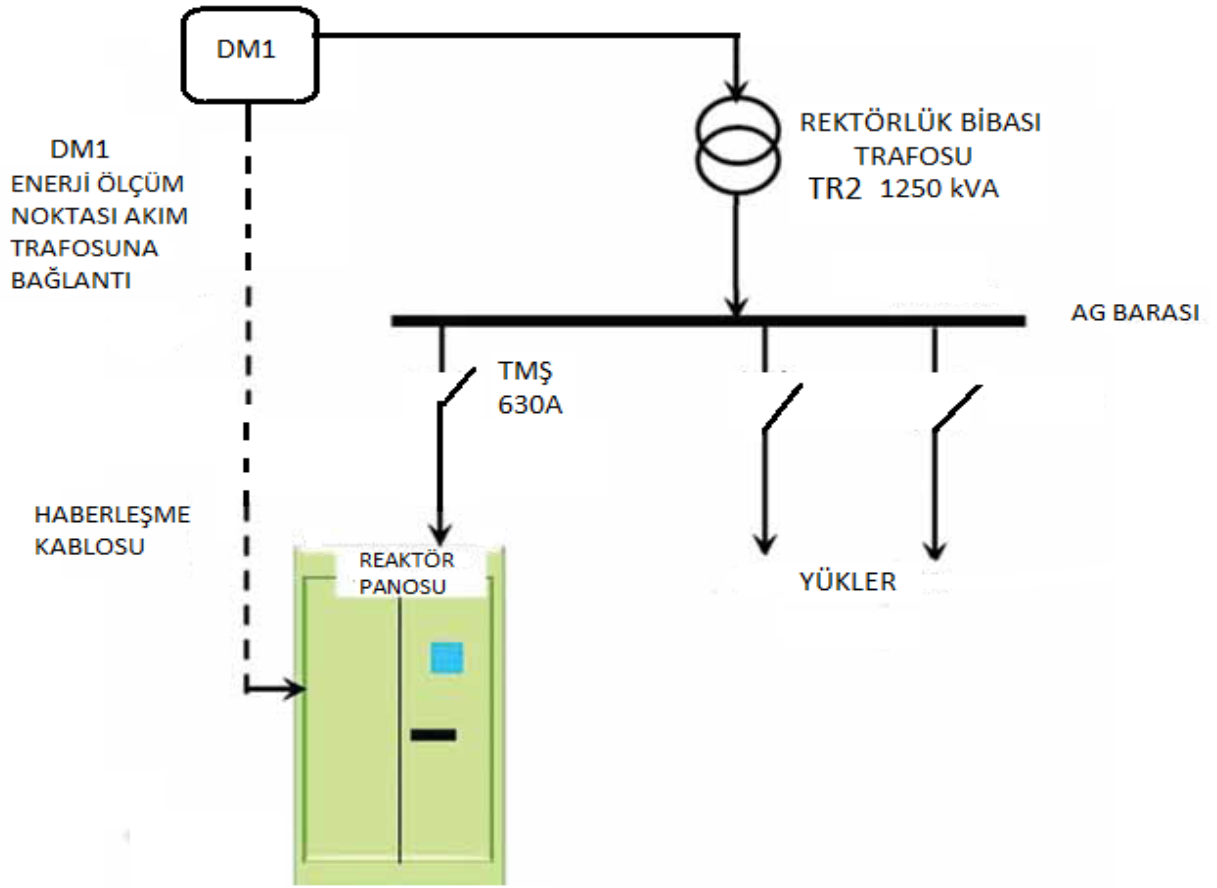 DM1
DM1
ENERJİ ÖLÇÜM
NOKTASI AKIM
TRAFOSUNA
BAĞLANTI
REKTÖRLÜK BİBASI
TRAFOSU
TR2 1250 kVA
AG BARASI
TMŞ
630A
HABERLEŞME
KABLOSU
REAKTÖR
PANOSU
YÜKLER